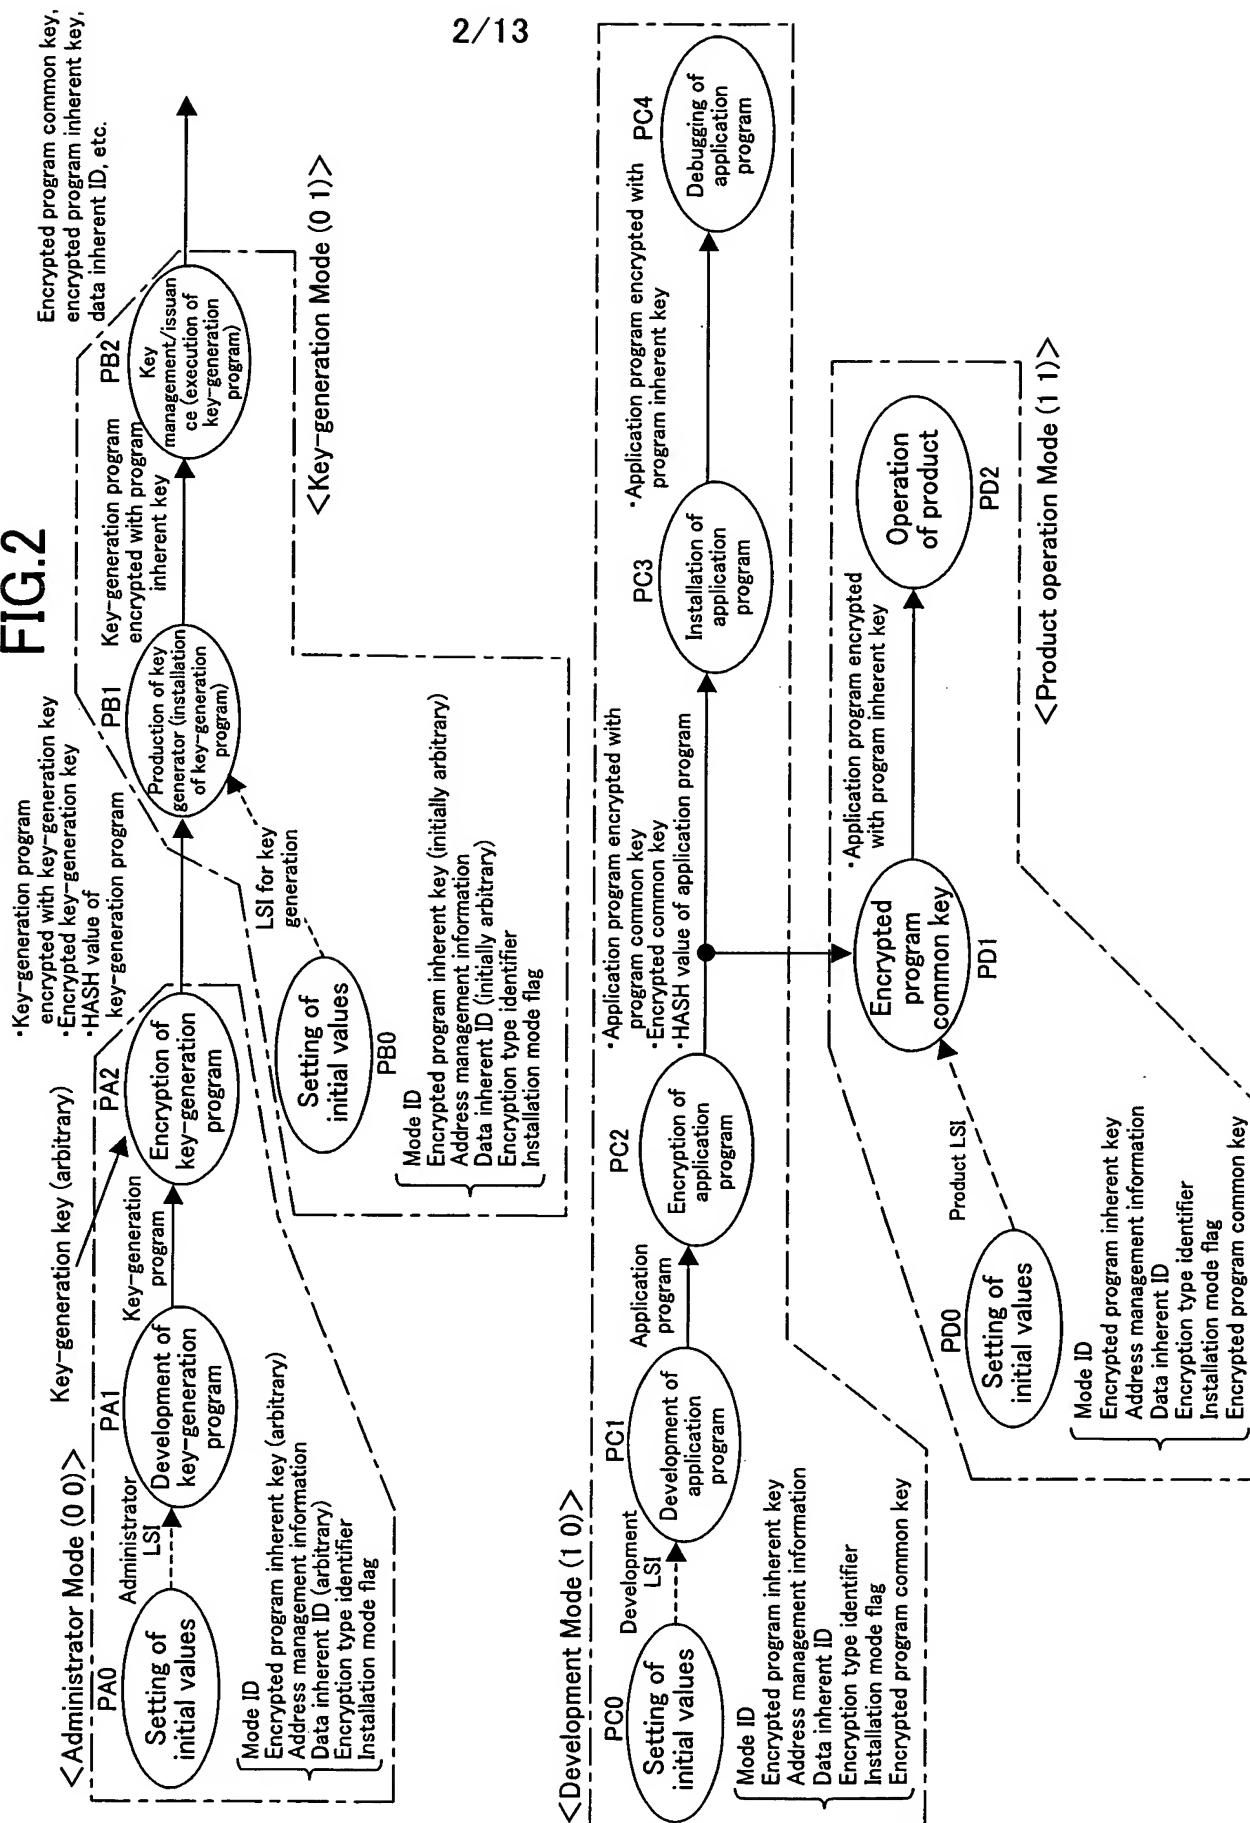 2/13
FIG.2
<Administrator Mode (0 0)>
PA0
Setting of
initial values
Administrator
LSI
Mode ID
Encrypted program inherent key (arbitrary)
Address management information
Data inherent ID (arbitrary)
Encryption type identifier
Installation mode flag
PA1
Development of
key-generation
program
Key-generation
program
Key-generation key (arbitrary)
PA2
Encryption of
key-generation
program
•Key-generation program
encrypted with key-generation key
•Encrypted key-generation key
•HASH value of
key-generation program
PB0
Setting of
initial values
LSI for key
generation
Mode ID
Encrypted program inherent key (initially arbitrary)
Address management information
Data inherent ID (initially arbitrary)
Encryption type identifier
Installation mode flag
PB1
Production of key
generator (installation
of key-generation
program)
Key-generation program
encrypted with program
inherent key
PB2
Key
management/issuan
ce (execution of
key-generation
program)
Encrypted program common key,
encrypted program inherent key,
data inherent ID, etc.
<Key-generation Mode (0 1)>
<Development Mode (1 0)>
PC0
Setting of
initial values
Development
LSI
Mode ID
Encrypted program inherent key
Address management information
Data inherent ID
Encryption type identifier
Installation mode flag
Encrypted program common key
PC1
Development of
application
program
Application
program
PC2
Encryption of
application
program
•Application program encrypted with
program common key
•Encrypted common key
•HASH value of application program
PC3
Installation of
application
program
•Application program encrypted with
program inherent key
PC4
Debugging of
application
program
PD0
Setting of
initial values
Product LSI
Mode ID
Encrypted program inherent key
Address management information
Data inherent ID
Encryption type identifier
Installation mode flag
Encrypted program common key
Encrypted
program
common key
PD1
•Application program encrypted
with program inherent key
Operation
of product
PD2
<Product operation Mode (1 1)>